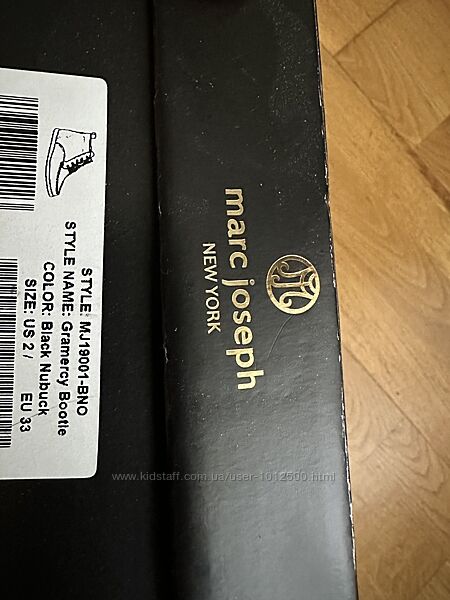 STYLE: MJ19001-BNO
STYLE NAME: Gramercy Bootie
COLOR: Black Nubuck
SIZE: US 2 / EU 33
marc joseph
NEW YORK
www.kidstaff.com.ua/user-1012500.html